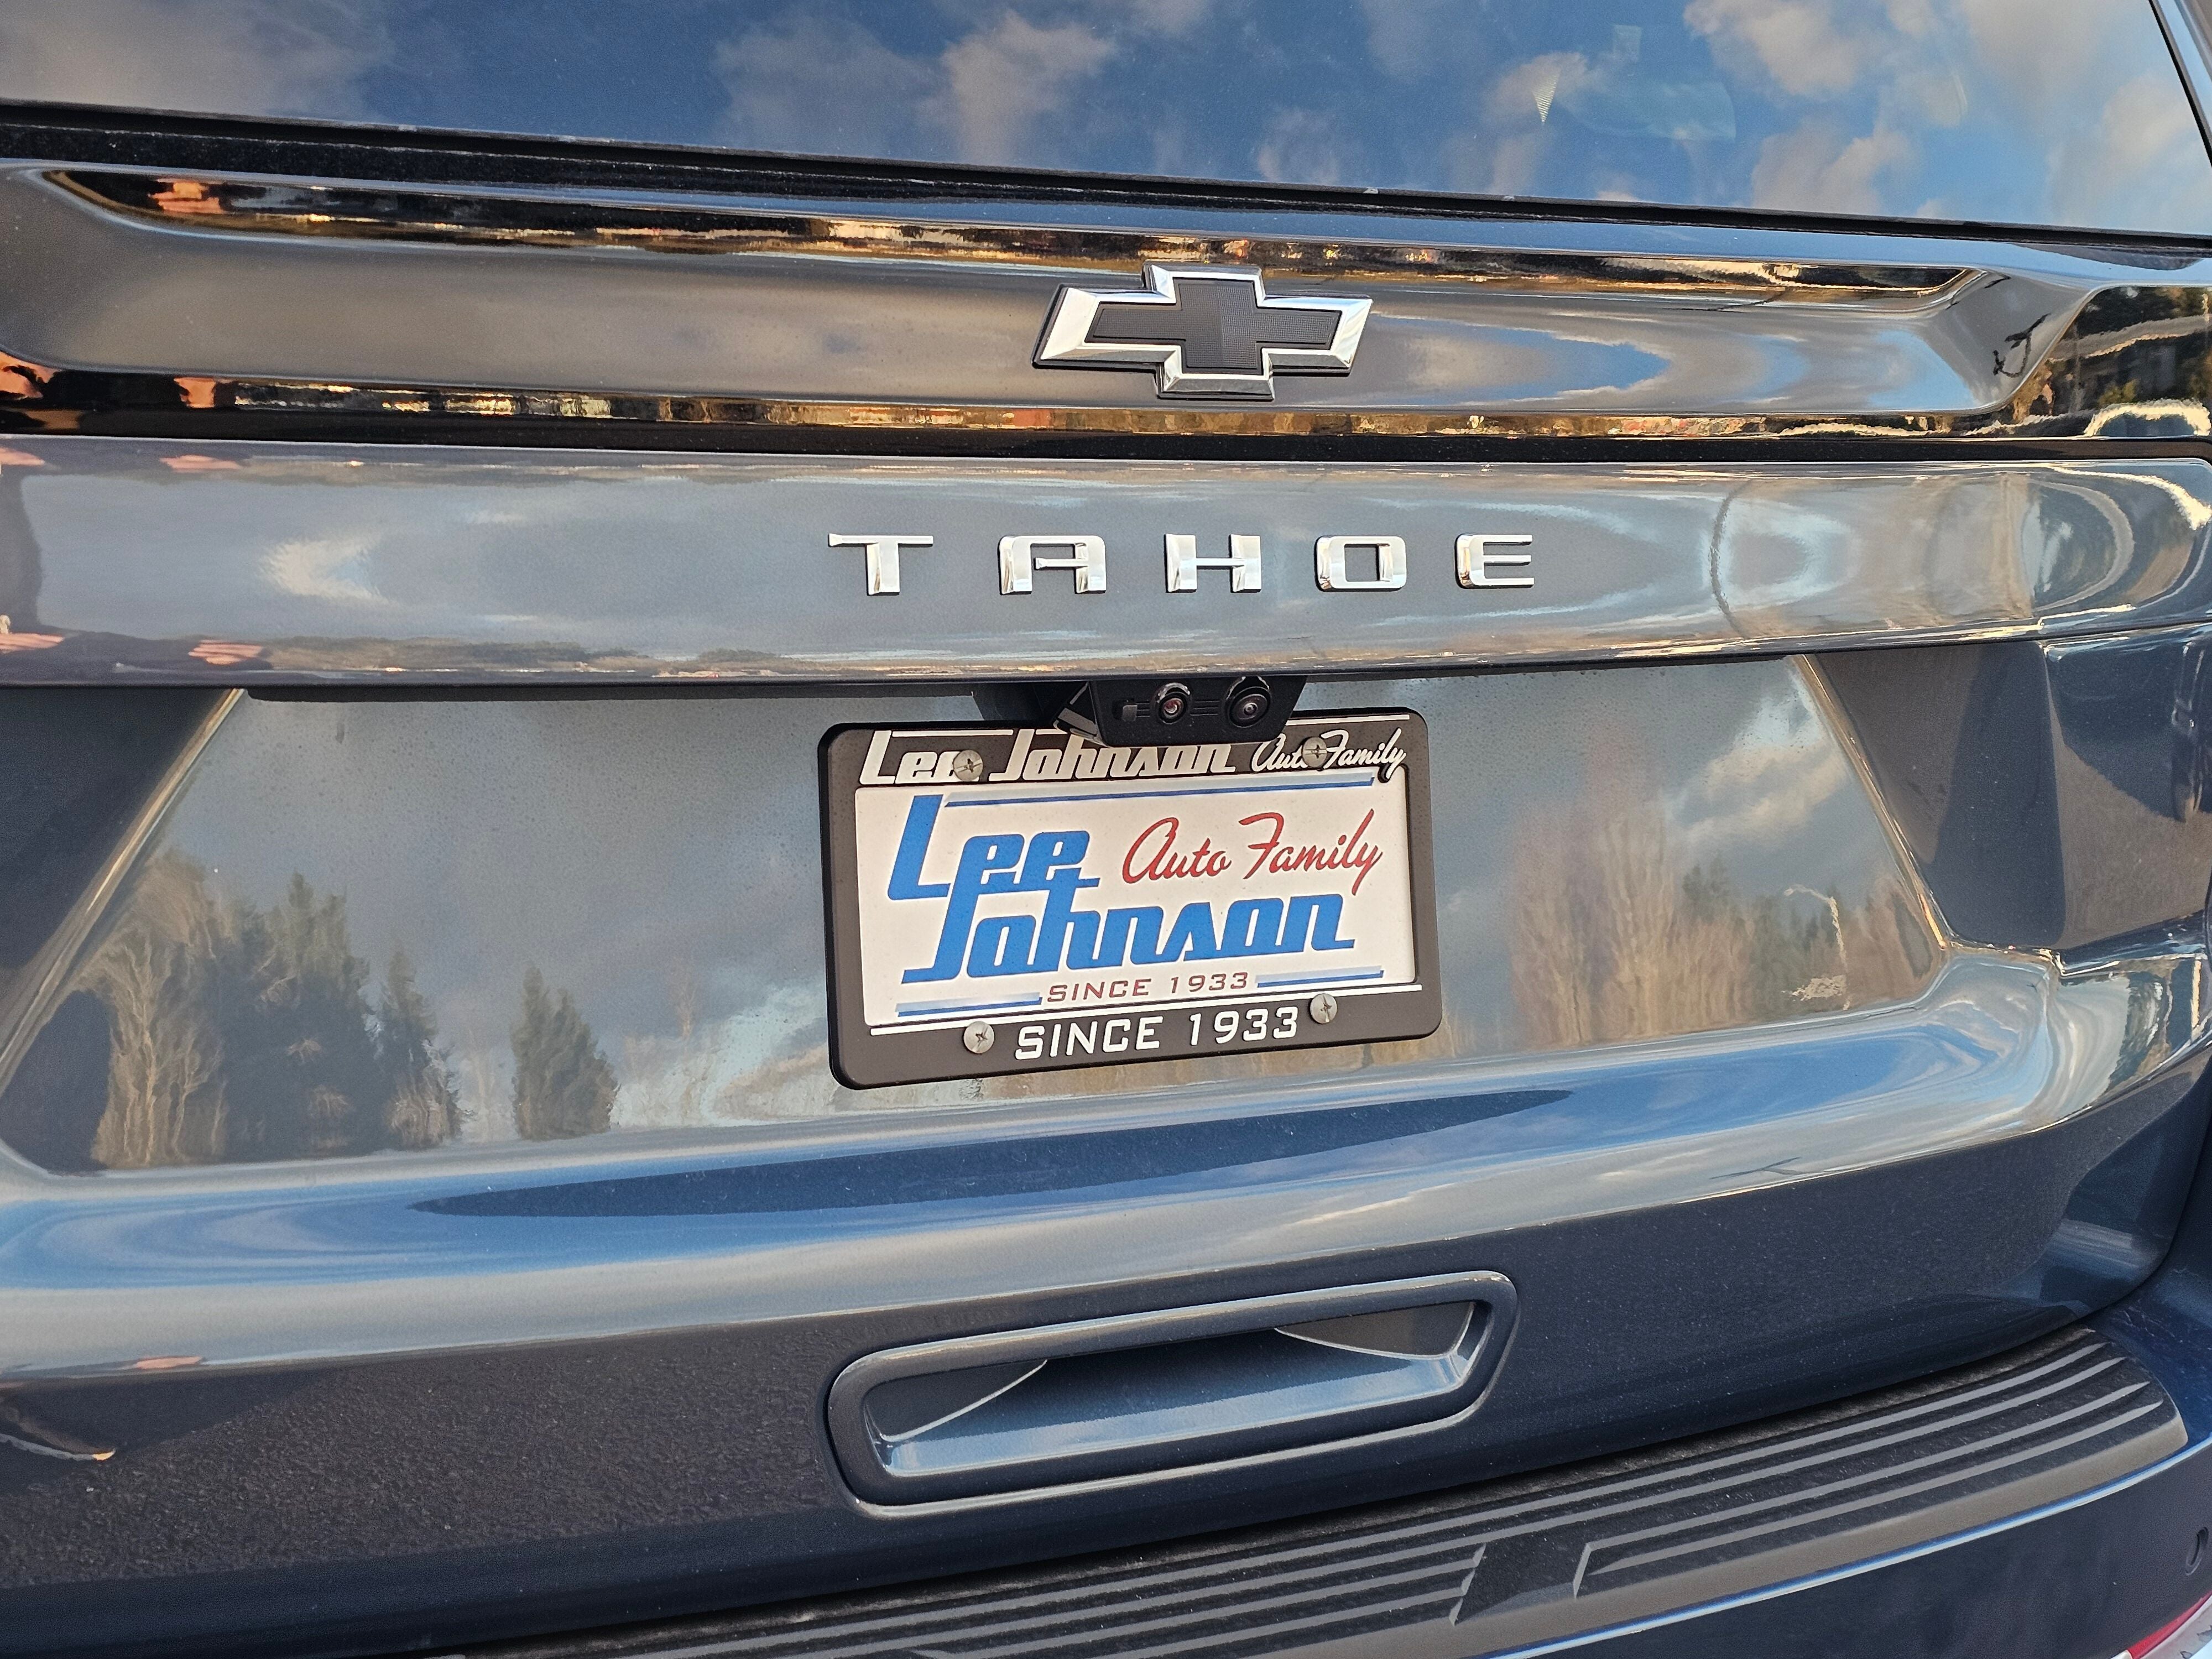 TAHOE
Lee Johnson Auto Family
Lee Auto Family
Johnson
SINCE 1933
SINCE 1933